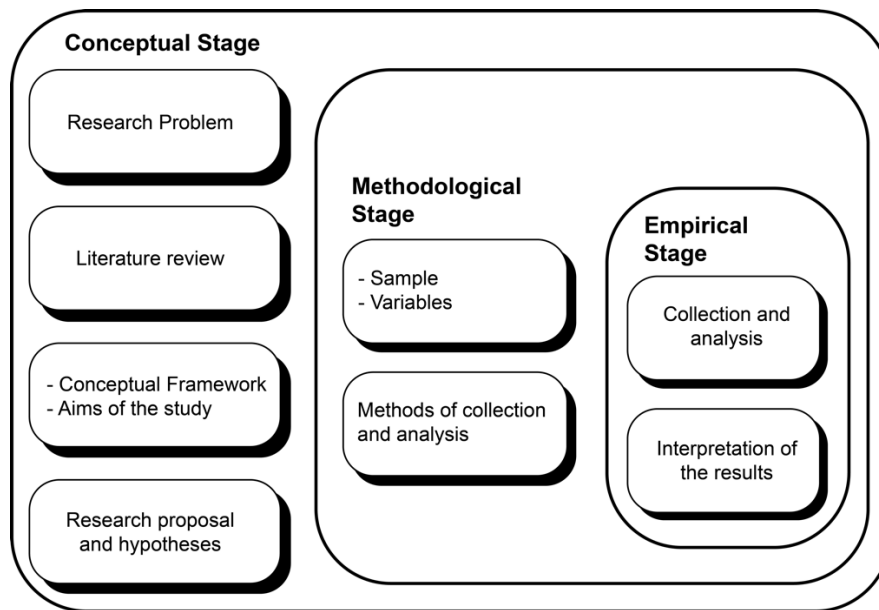 Conceptual Stage
Research Problem
Literature review
- Conceptual Framework
- Aims of the study
Research proposal
and hypotheses
Methodological
Stage
- Sample
- Variables
Methods of collection
and analysis
Empirical
Stage
Collection and
analysis
Interpretation of
the results